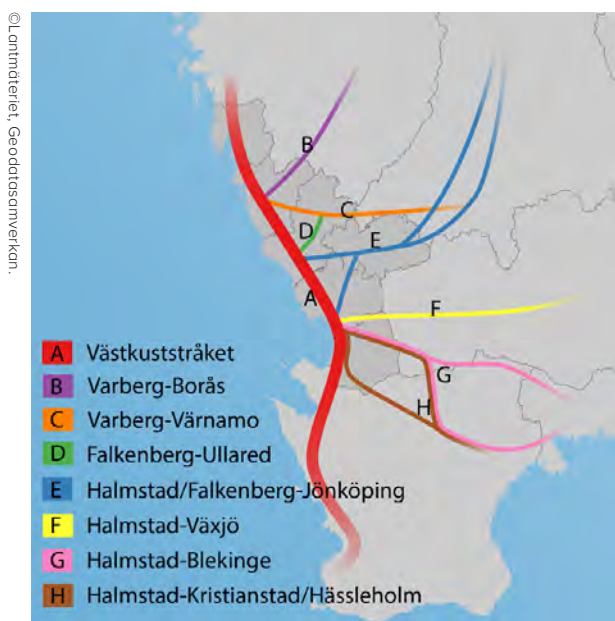 ©Lantmäteriet, Geodatasamverkan.
B
C
D
E
A
F
G
H
A Västkuststråket
B Varberg-Borås
C Varberg-Värnamo
D Falkenberg-Ullared
E Halmstad/Falkenberg-Jönköping
F Halmstad-Växjö
G Halmstad-Blekinge
H Halmstad-Kristianstad/Hässleholm